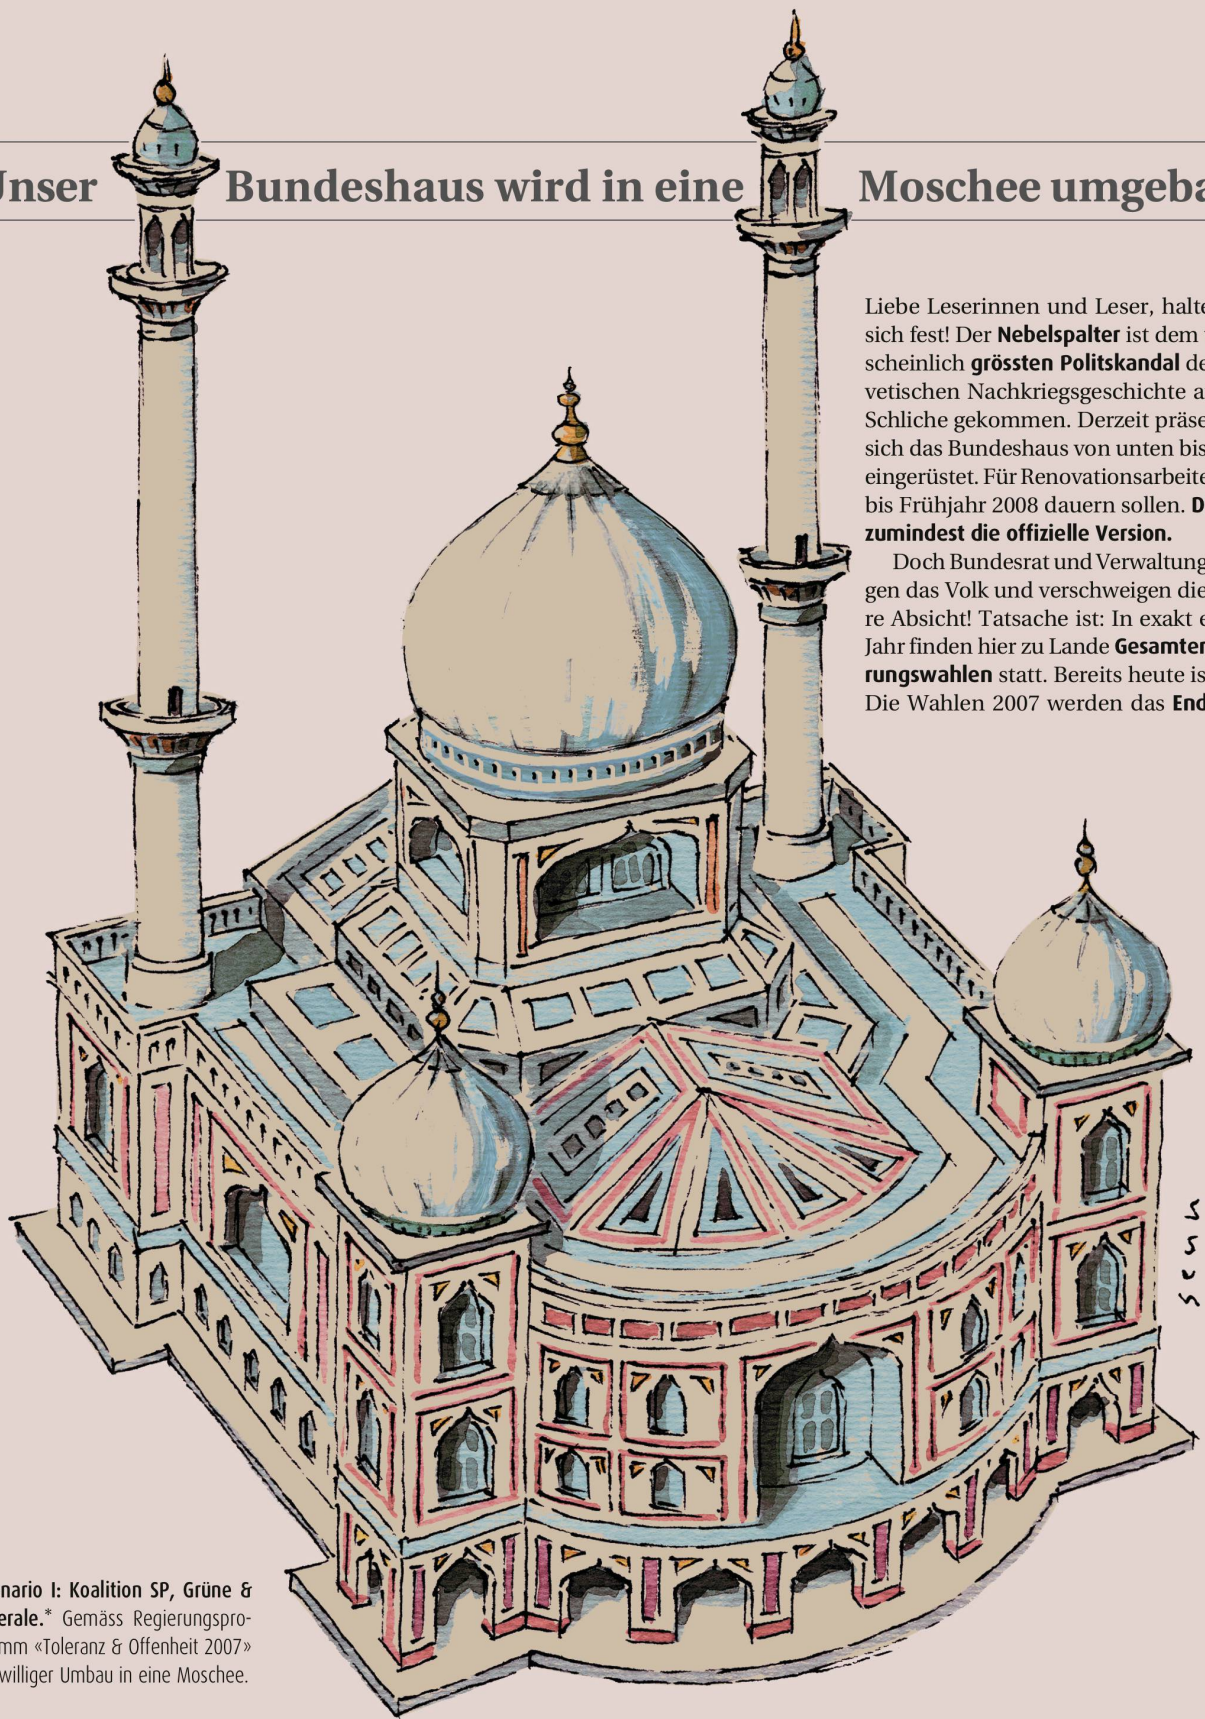 Unser Bundeshaus wird in eine Moschee umgeba
Liebe Leserinnen und Leser, halte
sich fest! Der Nebelspalter ist dem
scheinlich grössten Politskandal de
vetischen Nachkriegsgeschichte a
Schliche gekommen. Derzeit präse
sich das Bundeshaus von unten bis
eingerüstet. Für Renovationsarbeite
bis Frühjahr 2008 dauern sollen. D
zumindest die offizielle Version.
Doch Bundesrat und Verwaltung
gen das Volk und verschweigen die
re Absicht! Tatsache ist: In exakt e
Jahr finden hier zu Lande Gesamter
rungswahlen statt. Bereits heute is
Die Wahlen 2007 werden das End
senn
nario I: Koalition SP, Grüne &
erale.* Gemäss Regierungspro-
mm «Toleranz & Offenheit 2007»
williger Umbau in eine Moschee.